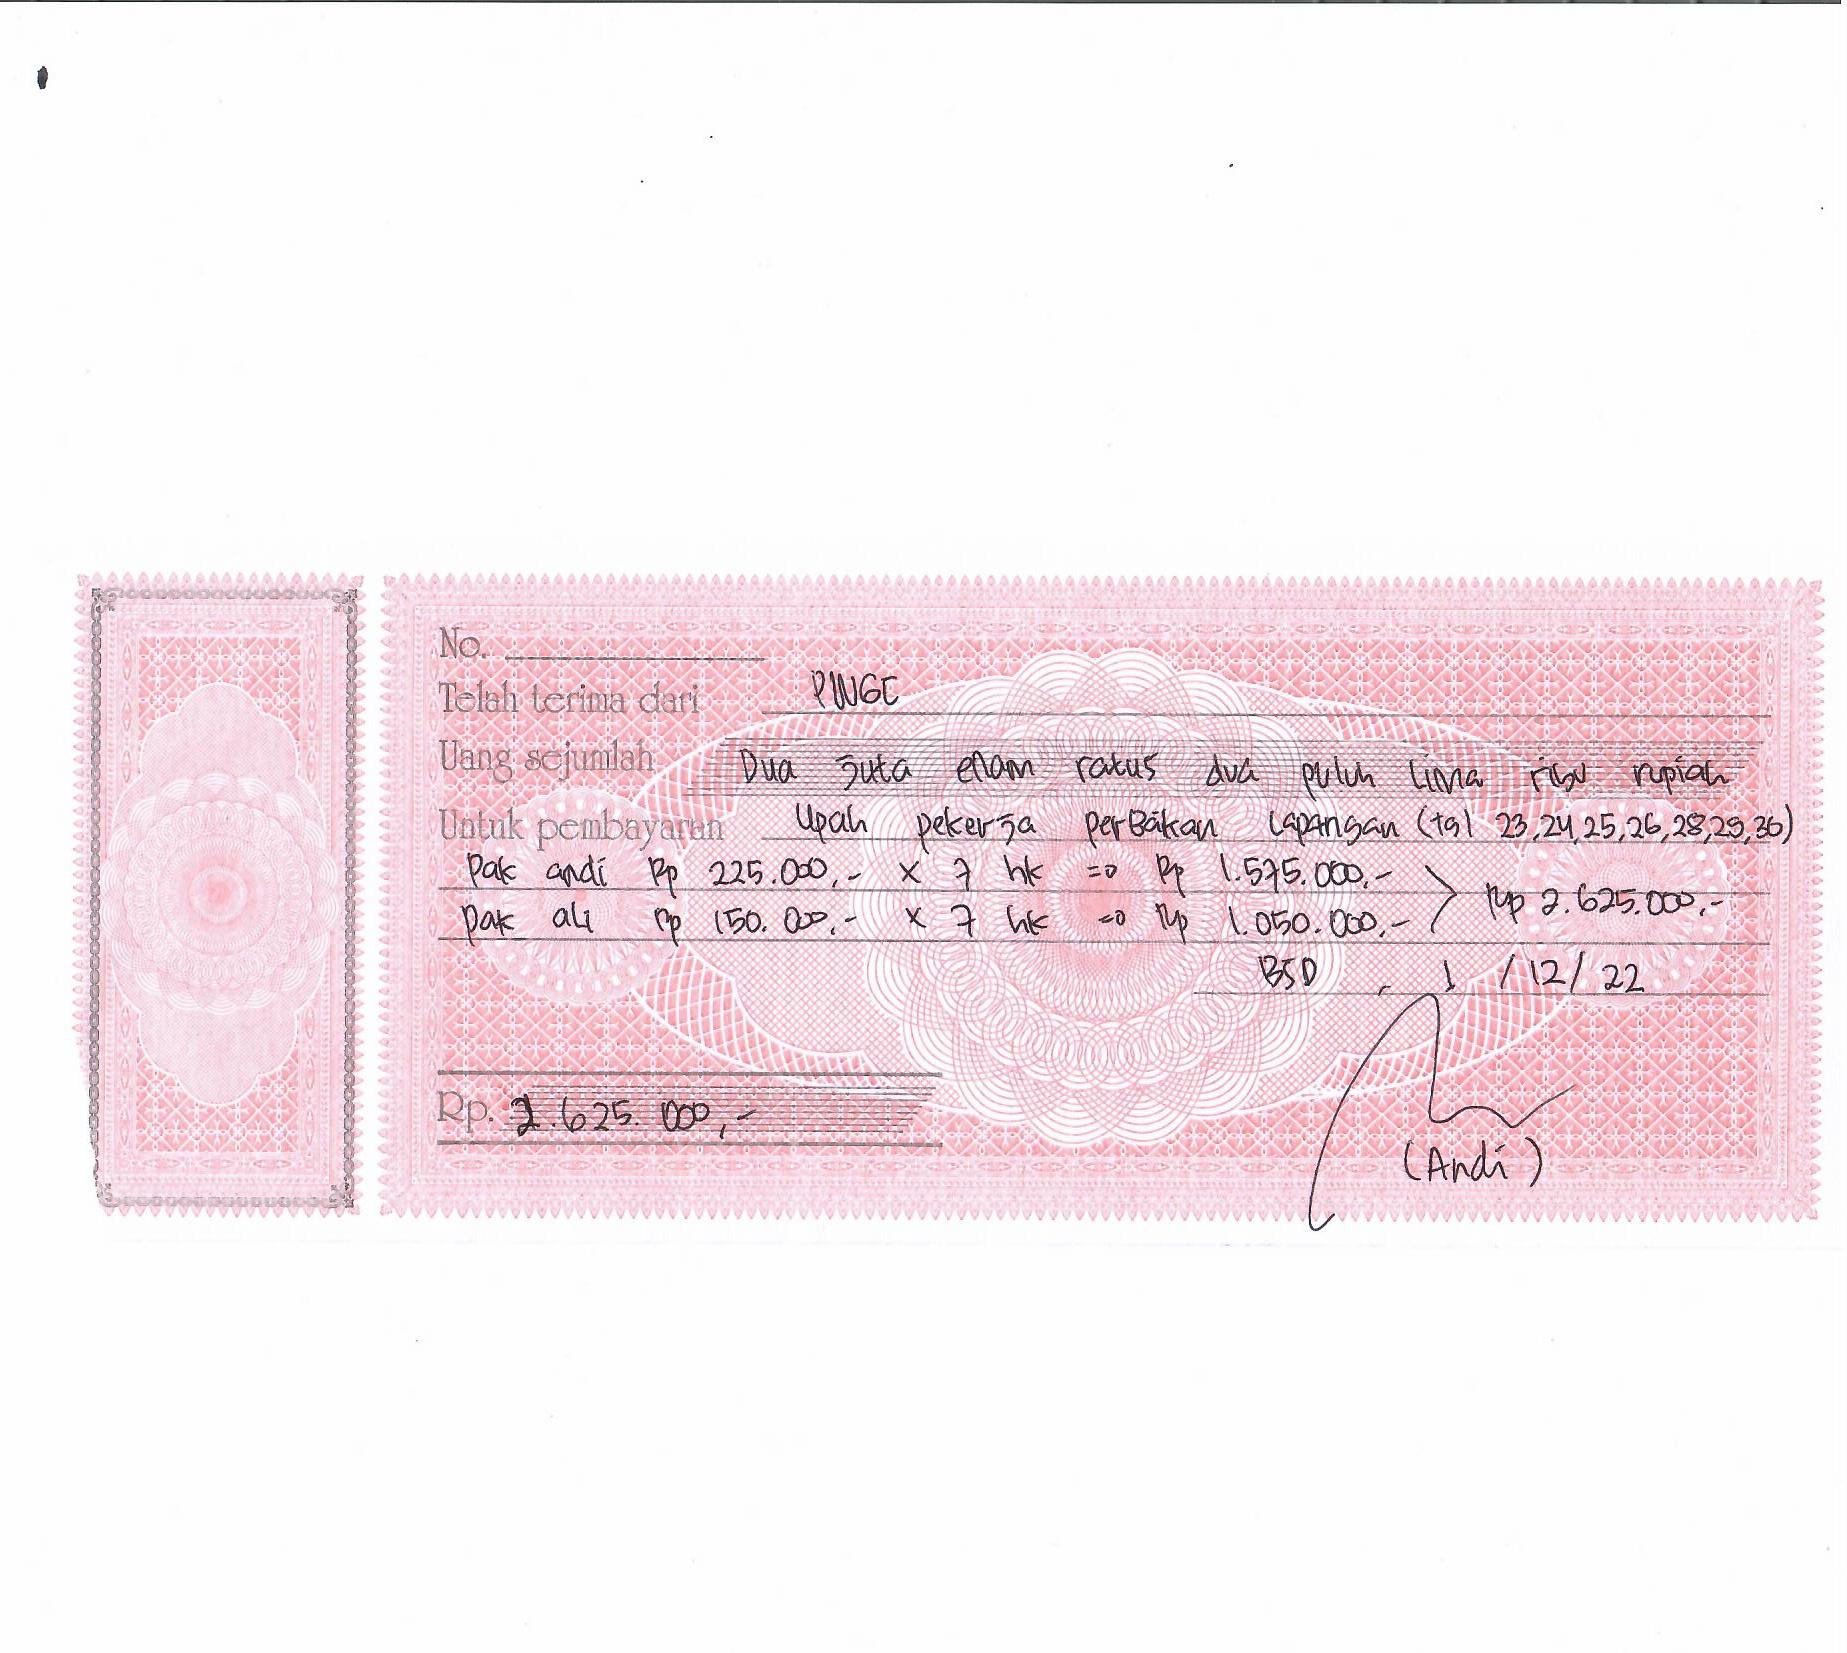 No.
Telah terima dari PWGC
Uang sejumlah Dua juta enam ratus dua puluh lima ribu rupiah
Untuk pembayaran Upah pekerja perbaikan lapangan (tgl 23,24,25,26,28,29,30)
Pak andi Rp 225.000,- x 7 hk => Rp 1.575.000,-
Pak ali Rp 150.000,- x 7 hk => Rp 1.050.000,- > Rp 2.625.000,-
BSD , 1 /12/ 22
Rp. 2.625.000,-
(Andi)